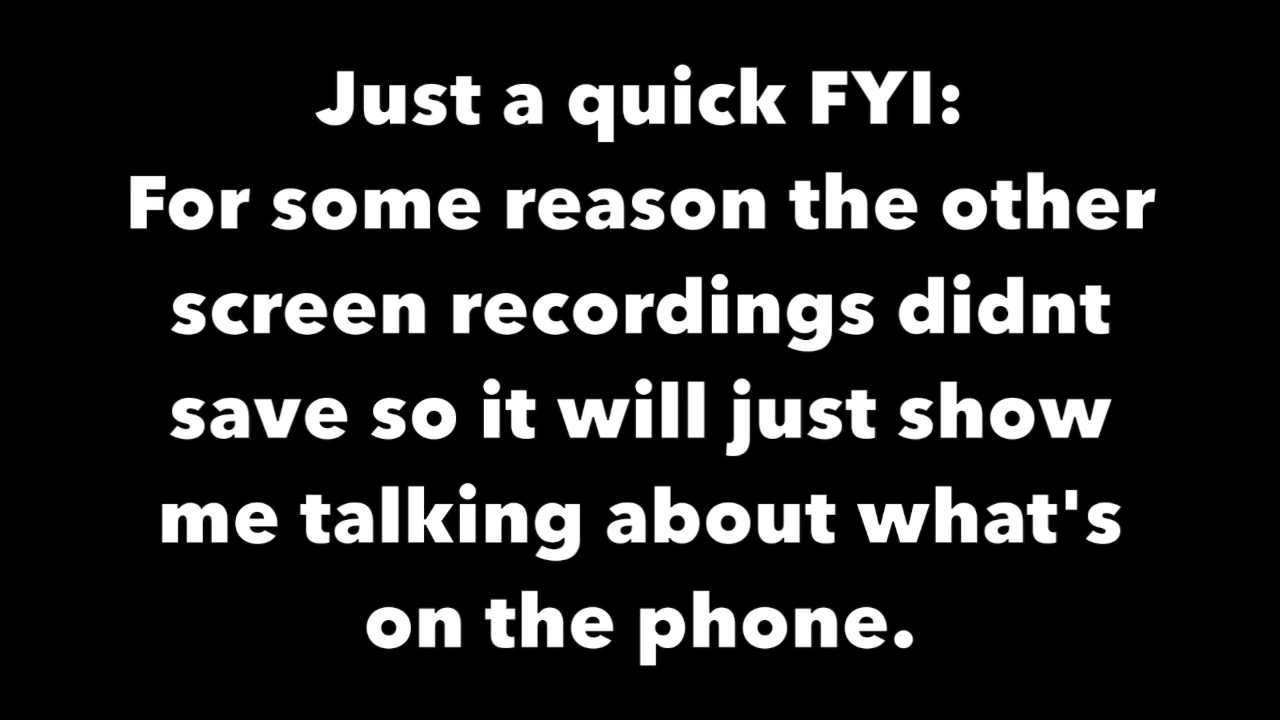 Just a quick FYI:
For some reason the other
screen recordings didnt
save so it will just show
me talking about what's
on the phone.